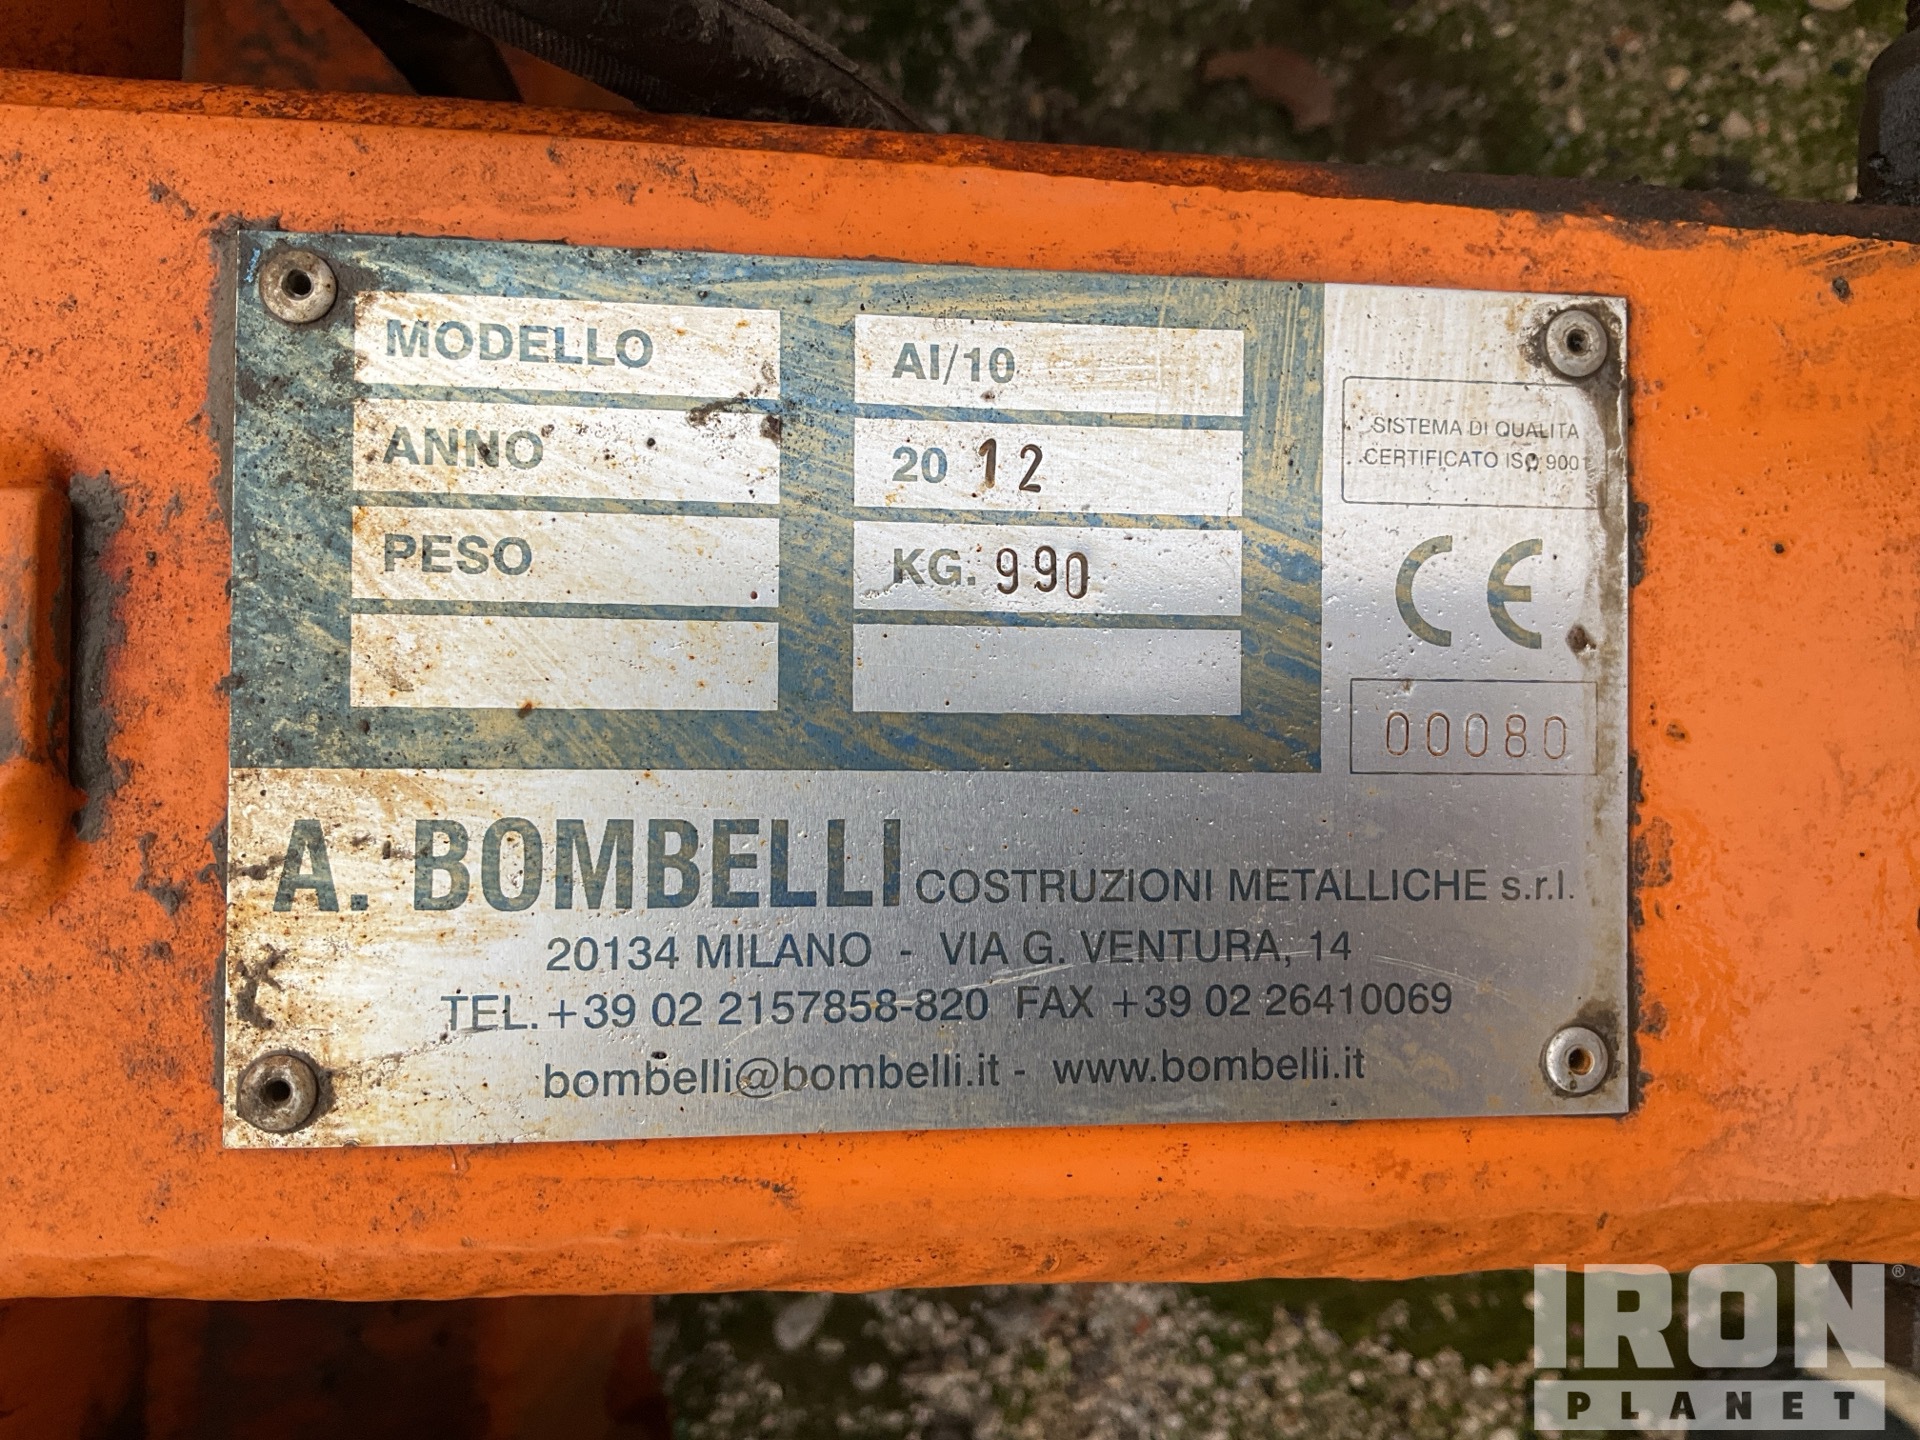 MODELLO AI/10
ANNO 20 12
PESO KG. 990
SISTEMA DI QUALITA
CERTIFICATO ISO 9001
CE
00080
A. BOMBELLI COSTRUZIONI METALLICHE s.r.l.
20134 MILANO - VIA G. VENTURA, 14
TEL. +39 02 2157858-820 FAX +39 02 26410069
bombelli@bombelli.it - www.bombelli.it
IRON ®
PLANET